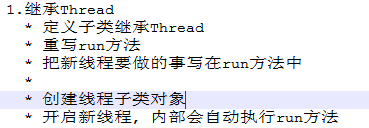 1.继承Thread
* 定义子类继承Thread
* 重写run方法
* 把新线程要做的事写在run方法中
*
* 创建线程子类对象
* 开启新线程, 内部会自动执行run方法